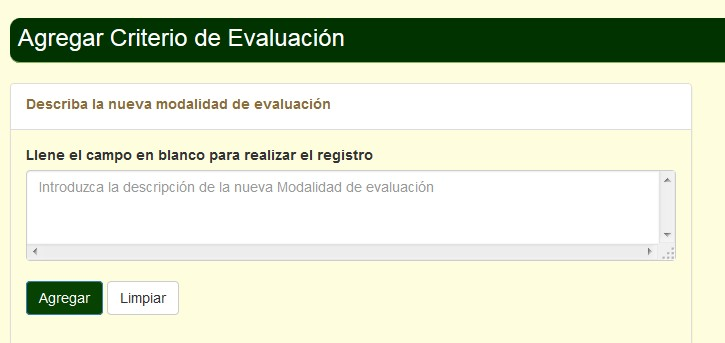 Agregar Criterio de Evaluación
Describa la nueva modalidad de evaluación
Llene el campo en blanco para realizar el registro
Introduzca la descripción de la nueva Modalidad de evaluación
Agregar
Limpiar